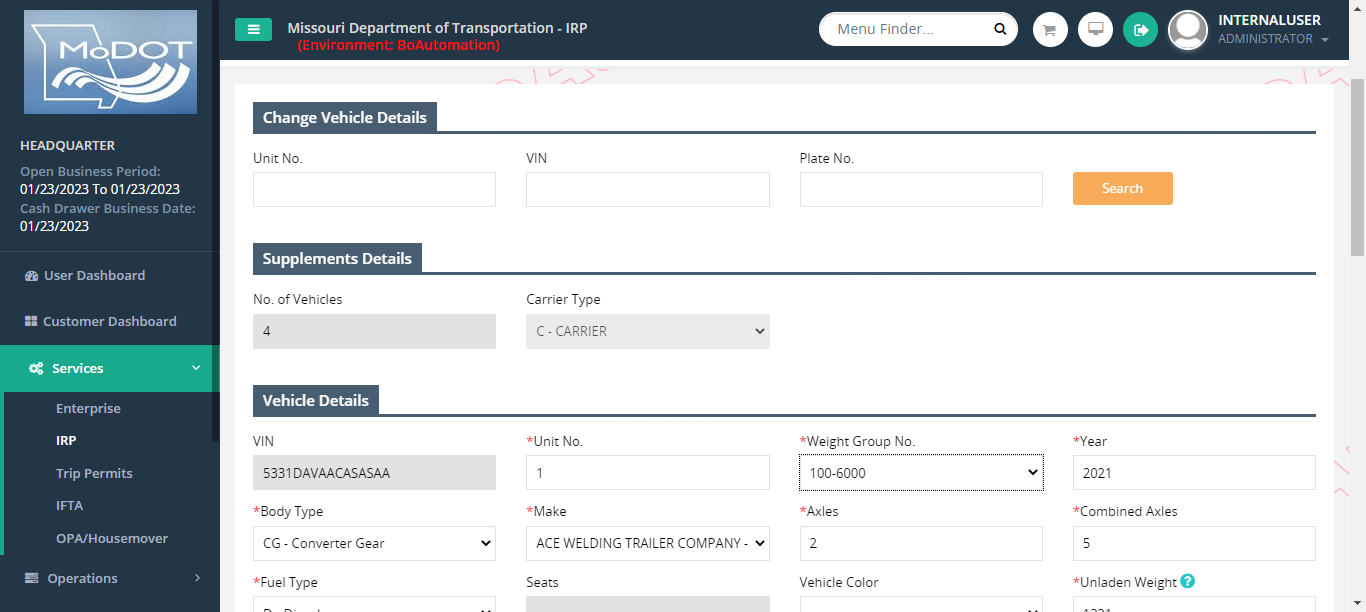 MoDOT
Missouri Department of Transportation - IRP
(Environment: BoAutomation)
Menu Finder...
INTERNALUSER
ADMINISTRATOR
HEADQUARTER
Open Business Period:
01/23/2023 To 01/23/2023
Cash Drawer Business Date:
01/23/2023
User Dashboard
Customer Dashboard
Services
Enterprise
IRP
Trip Permits
IFTA
OPA/Housemover
Operations
Change Vehicle Details
Unit No. VIN Plate No.
Search
Supplements Details
No. of Vehicles Carrier Type
4 C - CARRIER
Vehicle Details
VIN *Unit No. *Weight Group No. *Year
5331DAVAACASASAA 1 100-6000 2021
*Body Type *Make *Axles *Combined Axles
CG - Converter Gear ACE WELDING TRAILER COMPANY - 2 5
*Fuel Type Seats Vehicle Color *Unladen Weight ?